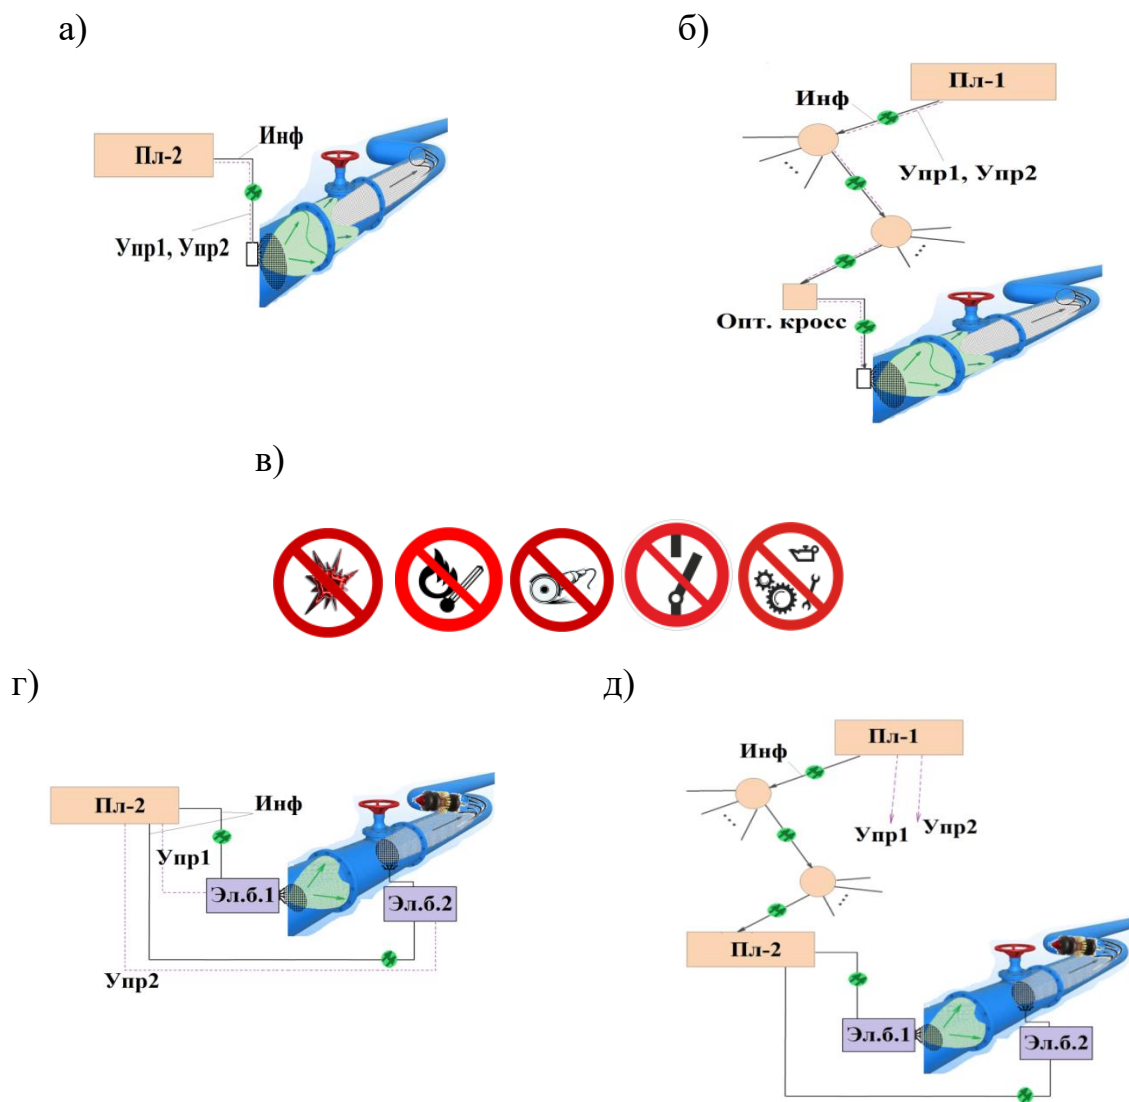 а)
б)
Пл-1
Инф
Инф
Пл-2
Упр1, Упр2
Упр1, Упр2
Опт. кросс
в)
г)
д)
Пл-1
Инф
Пл-2
Инф
Упр1
Упр2
Упр1
Эл.б.1
Эл.б.2
Пл-2
Упр2
Эл.б.1
Эл.б.2